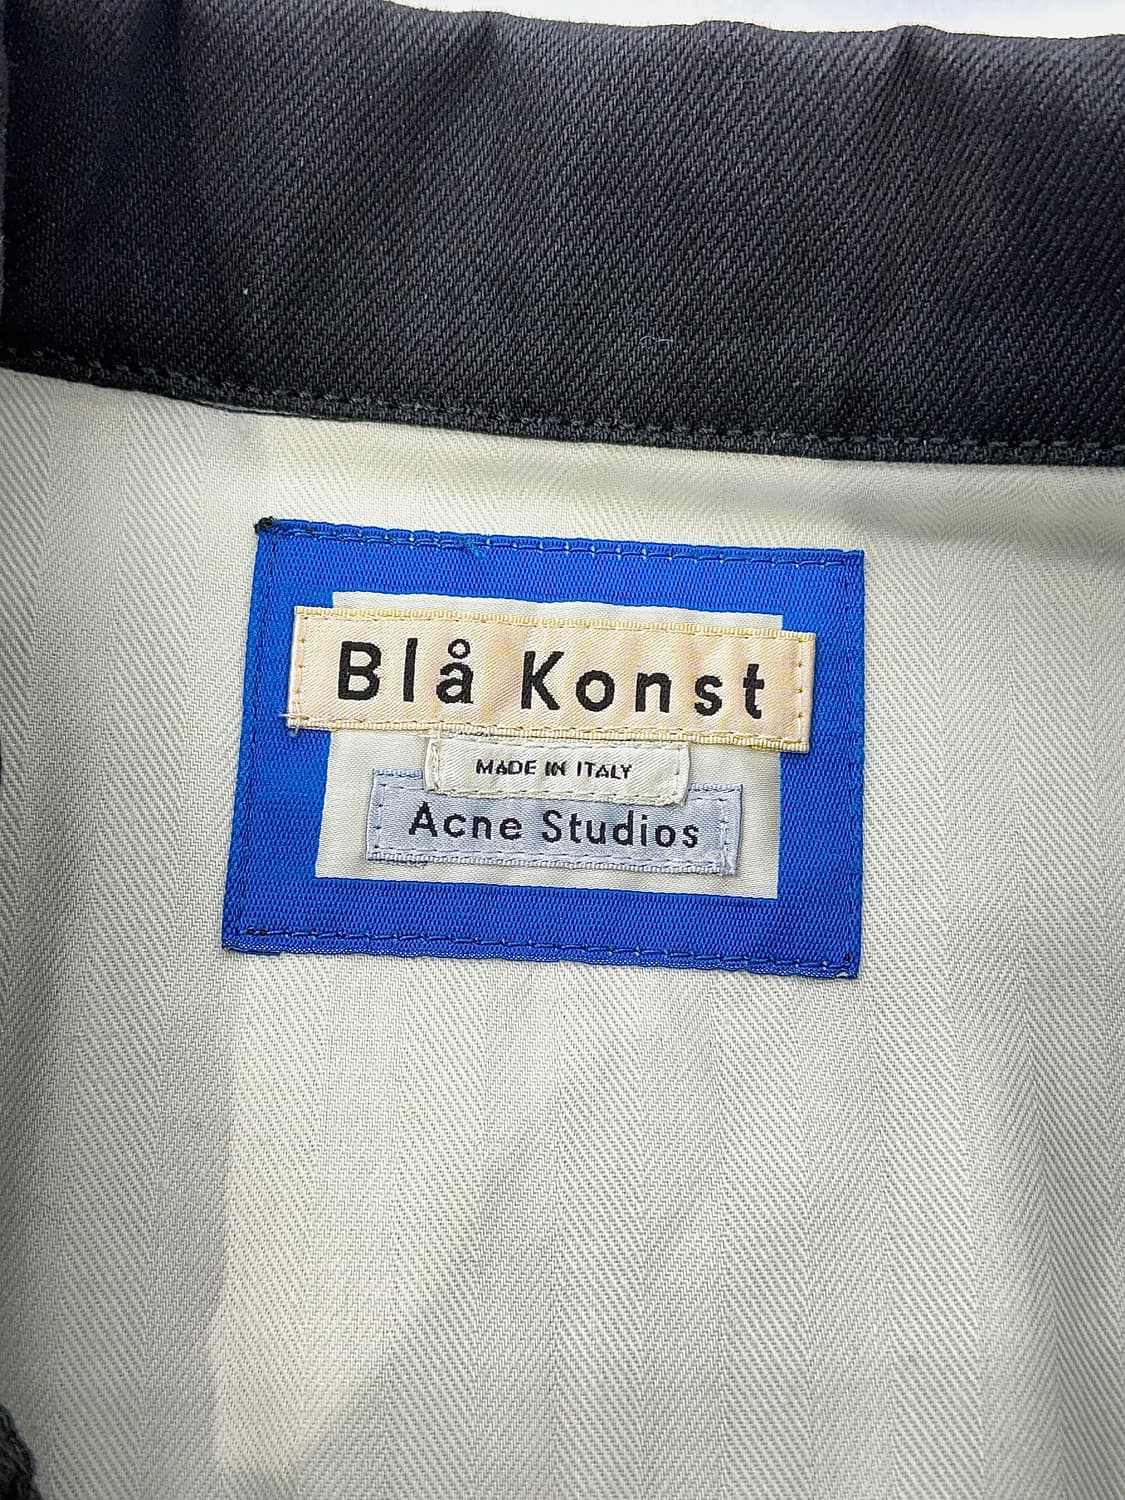 Blå Konst
MADE IN ITALY
Acne Studios